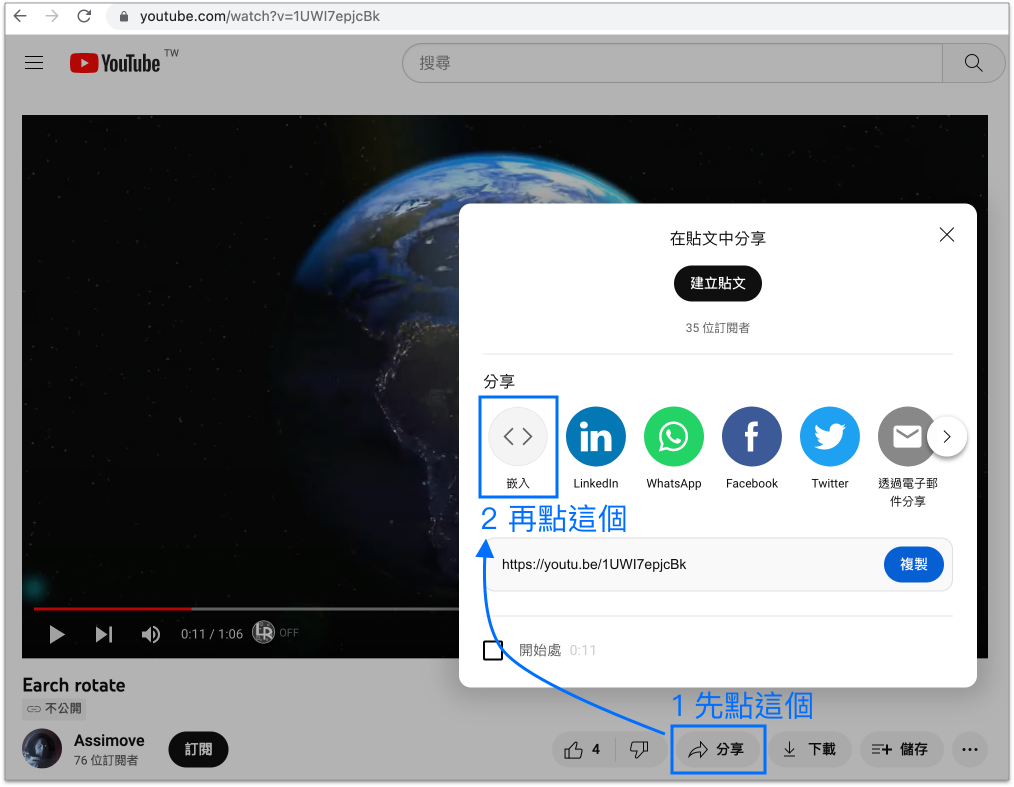 youtube.com/watch?v=1UWI7epjcBk
YouTube TW
搜尋
在貼文中分享
建立貼文
35 位訂閱者
分享
嵌入
LinkedIn
WhatsApp
Facebook
Twitter
透過電子郵
件分享
2 再點這個
https://youtu.be/1UWI7epjcBk
複製
0:11 / 1:06
LR
OFF
開始處 0:11
Earch rotate
不公開
1 先點這個
Assimove
76 位訂閱者
訂閱
4
分享
下載
儲存